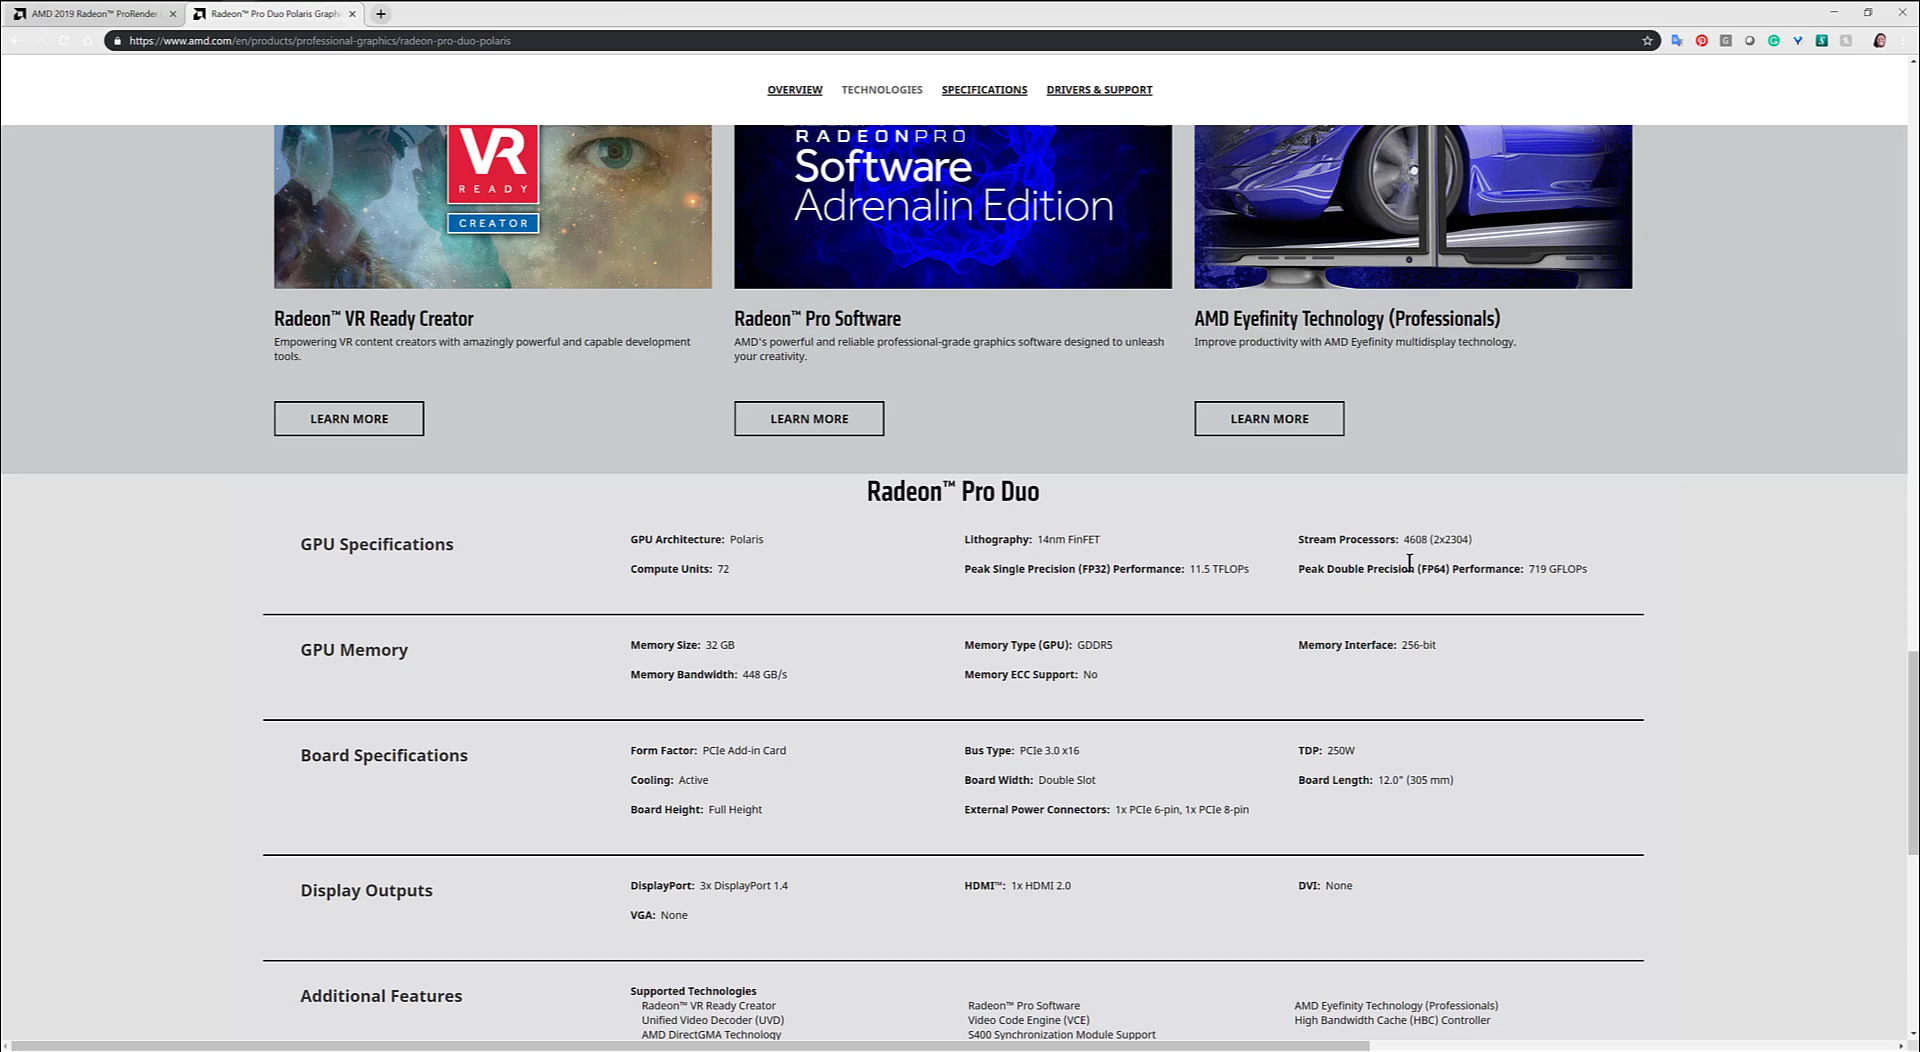 AMD 2019 Radeon™ ProRender
Radeon™ Pro Duo Polaris Graph
https://www.amd.com/en/products/professional-graphics/radeon-pro-duo-polaris
OVERVIEW TECHNOLOGIES SPECIFICATIONS DRIVERS & SUPPORT
VR
READY
CREATOR
RADEONPRO
Software
Adrenalin Edition
Radeon™ VR Ready Creator
Empowering VR content creators with amazingly powerful and capable development
tools.
LEARN MORE
Radeon™ Pro Software
AMD's powerful and reliable professional-grade graphics software designed to unleash
your creativity.
LEARN MORE
AMD Eyefinity Technology (Professionals)
Improve productivity with AMD Eyefinity multidisplay technology.
LEARN MORE
Radeon™ Pro Duo
GPU Specifications
GPU Architecture: Polaris
Lithography: 14nm FinFET
Stream Processors: 4608 (2x2304)
Compute Units: 72
Peak Single Precision (FP32) Performance: 11.5 TFLOPs
Peak Double Precision (FP64) Performance: 719 GFLOPs
GPU Memory
Memory Size: 32 GB
Memory Type (GPU): GDDR5
Memory Interface: 256-bit
Memory Bandwidth: 448 GB/s
Memory ECC Support: No
Board Specifications
Form Factor: PCIe Add-in Card
Bus Type: PCIe 3.0 x16
TDP: 250W
Cooling: Active
Board Width: Double Slot
Board Length: 12.0" (305 mm)
Board Height: Full Height
External Power Connectors: 1x PCIe 6-pin, 1x PCIe 8-pin
Display Outputs
DisplayPort: 3x DisplayPort 1.4
HDMI™: 1x HDMI 2.0
DVI: None
VGA: None
Additional Features
Supported Technologies
Radeon™ VR Ready Creator
Radeon™ Pro Software
AMD Eyefinity Technology (Professionals)
Unified Video Decoder (UVD)
Video Code Engine (VCE)
High Bandwidth Cache (HBC) Controller
AMD DirectGMA Technology
S400 Synchronization Module Support